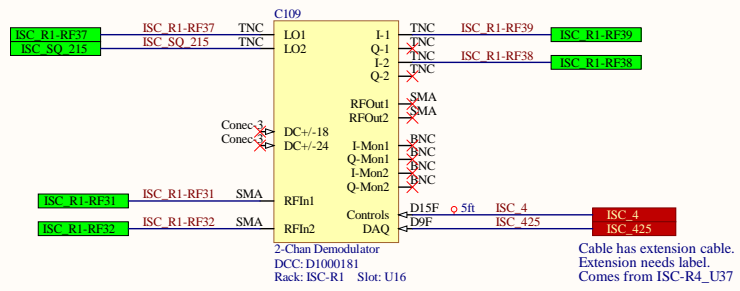 C109
ISC_R1-RF37 ISC_R1-RF37 TNC LO1 I-1 TNC ISC_R1-RF39 ISC_R1-RF39
ISC_SQ_215 ISC_SQ_215 TNC LO2 Q-1 TNC
I-2 TNC ISC_R1-RF38 ISC_R1-RF38
Q-2 TNC
RFOut1 SMA
RFOut2 SMA
Conec-3 DC+/-18
Conec-3 DC+/-24
I-Mon1 BNC
Q-Mon1 BNC
I-Mon2 BNC
Q-Mon2 BNC
ISC_R1-RF31 ISC_R1-RF31 SMA RFIn1
Controls D15F 5ft ISC_4 ISC_4
ISC_R1-RF32 ISC_R1-RF32 SMA RFIn2 DAQ D9F ISC_425 ISC_425
2-Chan Demodulator
DCC: D1000181
Rack: ISC-R1 Slot: U16
Cable has extension cable.
Extension needs label.
Comes from ISC-R4_U37